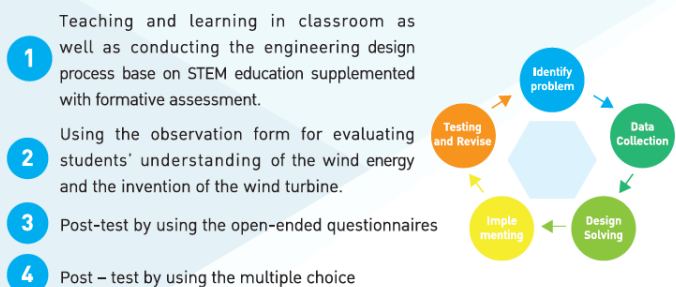 1
Teaching and learning in classroom as
well as conducting the engineering design
process base on STEM education supplemented
with formative assessment.
2
Using the observation form for evaluating
students' understanding of the wind energy
and the invention of the wind turbine.
3
Post-test by using the open-ended questionnaires
4
Post – test by using the multiple choice
Identify
problem
Data
Collection
Design
Solving
Imple
menting
Testing
and Revise